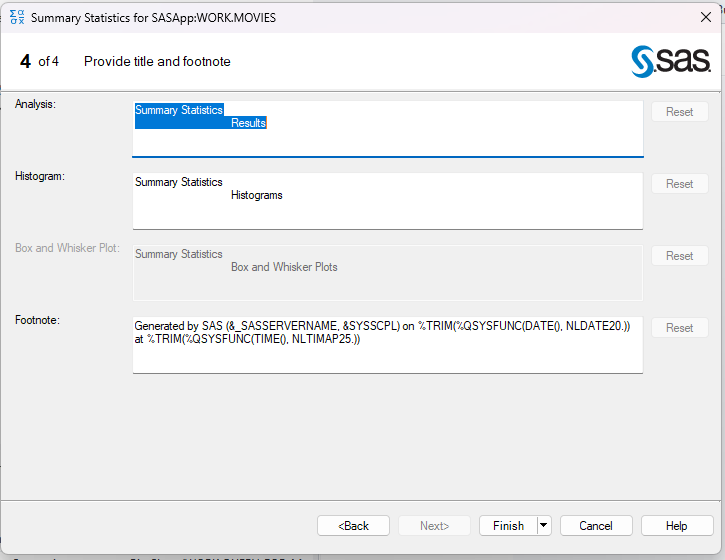 Summary Statistics for SASApp:WORK.MOVIES
4 of 4 Provide title and footnote
sas
Analysis:
Summary Statistics
Results
Reset
Histogram:
Summary Statistics
Histograms
Reset
Box and Whisker Plot:
Summary Statistics
Box and Whisker Plots
Reset
Footnote:
Generated by SAS (&_SASSERVERNAME, &SYSSCPL) on %TRIM(%QSYSFUNC(DATE(), NLDATE20.))
at %TRIM(%QSYSFUNC(TIME(), NLTIMAP25.))
Reset
<Back Next> Finish Cancel Help